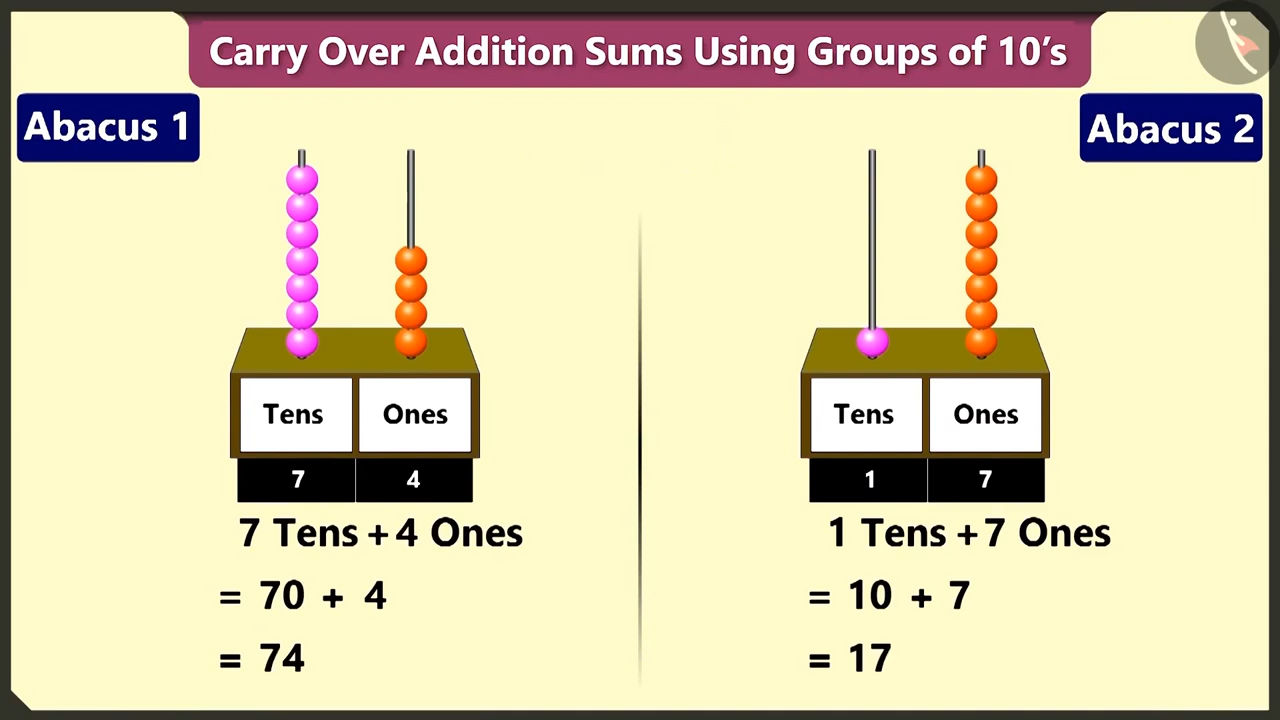 Carry Over Addition Sums Using Groups of 10's
Abacus 1
Abacus 2
Tens Ones
7 4
7 Tens + 4 Ones
= 70 + 4
= 74
Tens Ones
1 7
1 Tens + 7 Ones
= 10 + 7
= 17